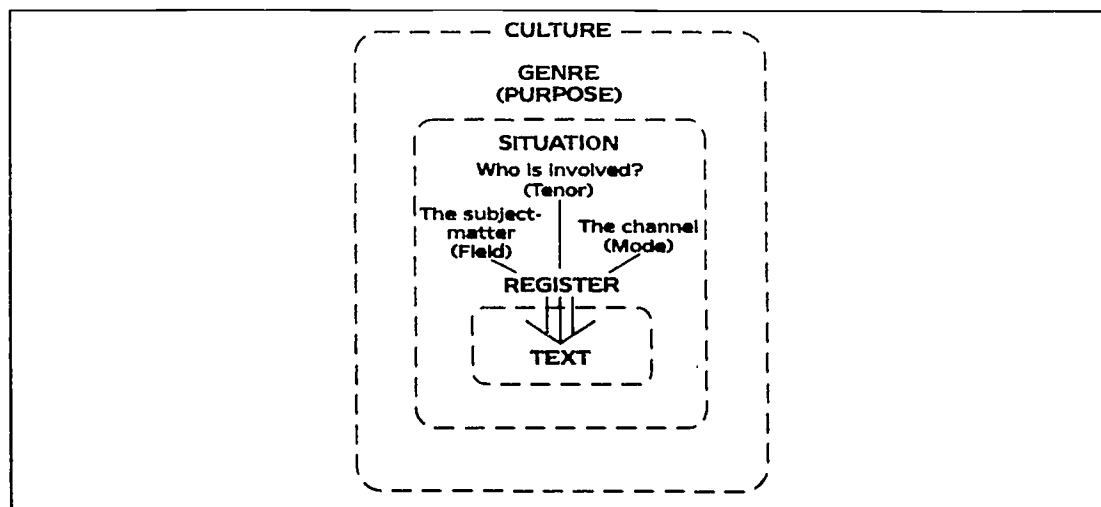 CULTURE
GENRE
(PURPOSE)
SITUATION
Who is involved?
(Tenor)
The subject-
matter
(Field)
The channel
(Mode)
REGISTER
TEXT